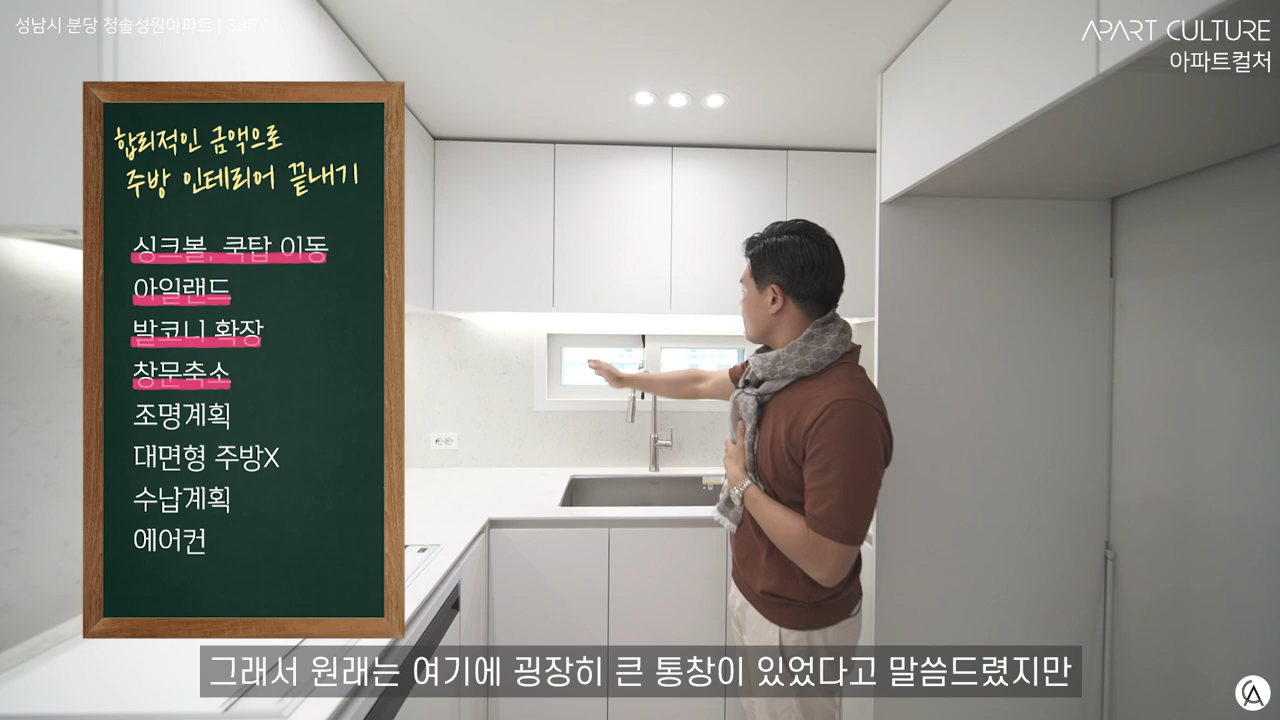 성남시 분당 청솔성원아파트 | 38PY
APART CULTURE
아파트컬처
합리적인 금액으로
주방 인테리어 끝내기
싱크볼, 쿡탑 이동
아일랜드
발코니 확장
창문축소
조명계획
대면형 주방X
수납계획
에어컨
그래서 원래는 여기에 굉장히 큰 통창이 있었다고 말씀드렸지만